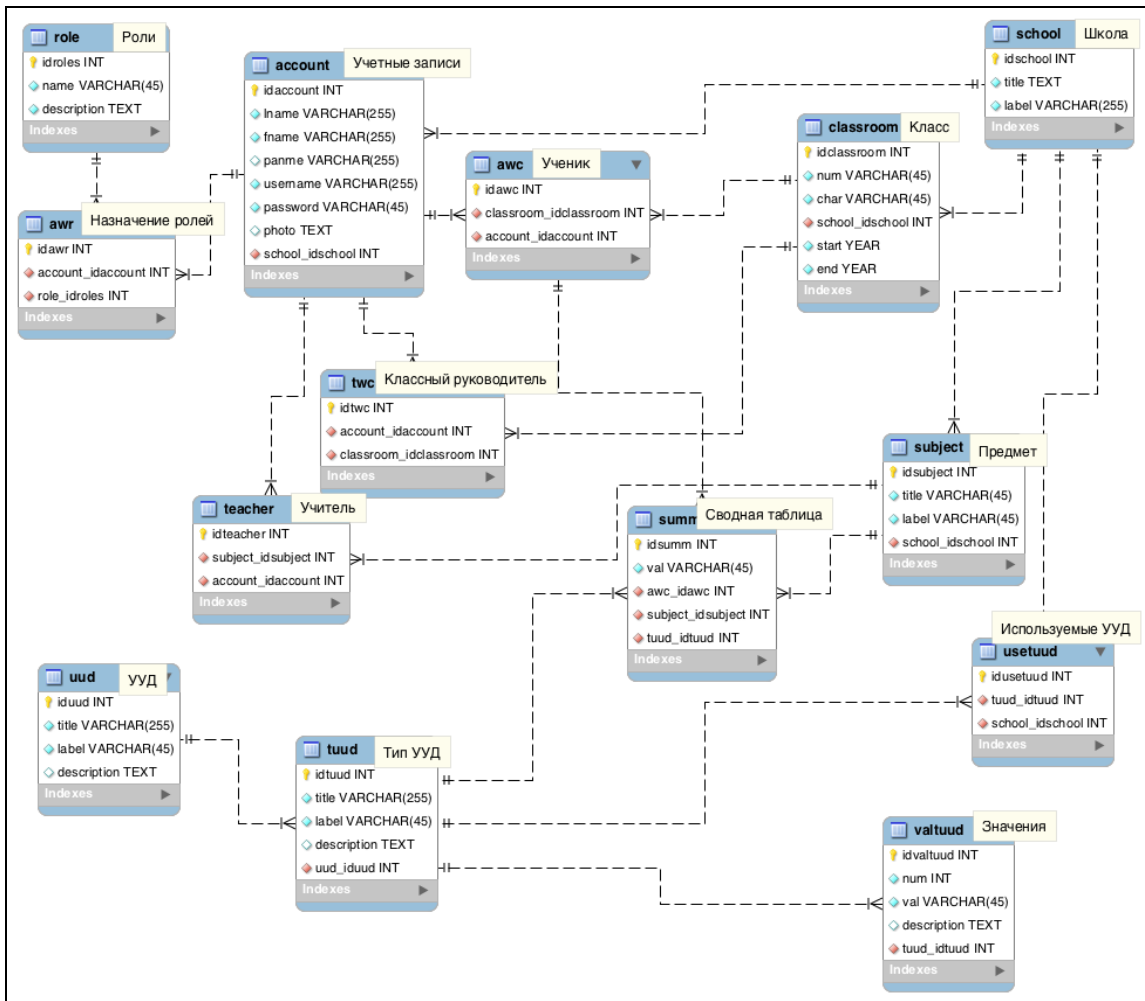 role
Роли
idroles INT
name VARCHAR(45)
description TEXT
Indexes
account
Учетные записи
idaccount INT
lname VARCHAR(255)
fname VARCHAR(255)
panme VARCHAR(255)
username VARCHAR(255)
password VARCHAR(45)
photo TEXT
school_idschool INT
Indexes
school
Школа
idschool INT
title TEXT
label VARCHAR(255)
Indexes
classroom
Класс
idclassroom INT
num VARCHAR(45)
char VARCHAR(45)
school_idschool INT
start YEAR
end YEAR
Indexes
awc
Ученик
idawc INT
classroom_idclassroom INT
account_idaccount INT
Indexes
awr
Назначение ролей
idawr INT
account_idaccount INT
role_idroles INT
Indexes
twc
Классный руководитель
idtwc INT
account_idaccount INT
classroom_idclassroom INT
Indexes
subject
Предмет
idsubject INT
title VARCHAR(45)
label VARCHAR(45)
school_idschool INT
Indexes
teacher
Учитель
idteacher INT
subject_idsubject INT
account_idaccount INT
Indexes
summ
Сводная таблица
idsumm INT
val VARCHAR(45)
awc_idawc INT
subject_idsubject INT
tuud_idtuud INT
Indexes
Используемые УУД
usetuud
idusetuud INT
tuud_idtuud INT
school_idschool INT
Indexes
uud
УУД
iduud INT
title VARCHAR(255)
label VARCHAR(45)
description TEXT
Indexes
tuud
Тип УУД
idtuud INT
title VARCHAR(255)
label VARCHAR(45)
description TEXT
uud_iduud INT
Indexes
valtuud
Значения
idvaltuud INT
num INT
val VARCHAR(45)
description TEXT
tuud_idtuud INT
Indexes